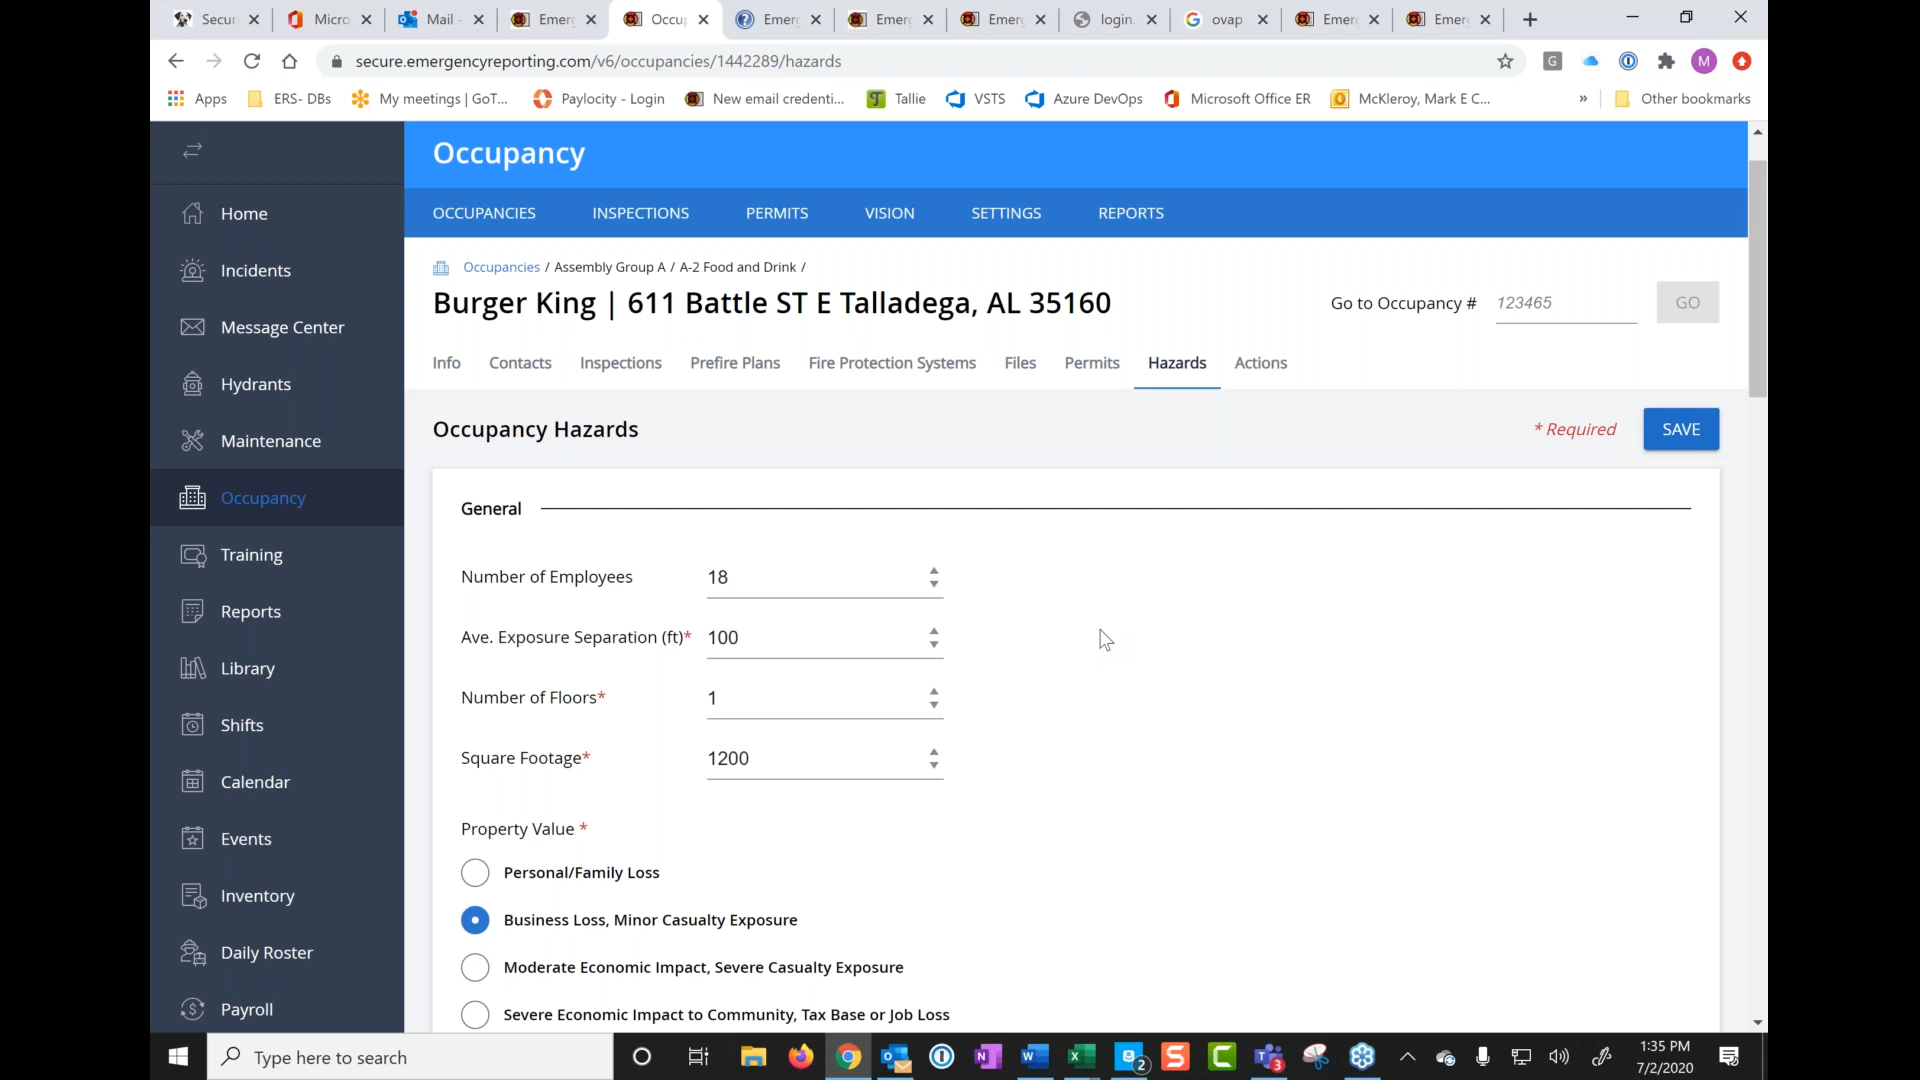 Secur
Micro
Mail -
Emerg
Occup
Emerg
Emerg
Emerg
login.
ovap
Emerg
Emerg
secure.emergencyreporting.com/v6/occupancies/1442289/hazards
G
M
Apps
ERS- DBs
My meetings | GoT...
Paylocity - Login
New email credenti...
Tallie
VSTS
Azure DevOps
Microsoft Office ER
McKleroy, Mark E C...
»
Other bookmarks
Occupancy
OCCUPANCIES INSPECTIONS PERMITS VISION SETTINGS REPORTS
Occupancies / Assembly Group A / A-2 Food and Drink /
Burger King | 611 Battle ST E Talladega, AL 35160
Go to Occupancy # 123465 GO
Info Contacts Inspections Prefire Plans Fire Protection Systems Files Permits Hazards Actions
Home
Incidents
Message Center
Hydrants
Maintenance
Occupancy
Training
Reports
Library
Shifts
Calendar
Events
Inventory
Daily Roster
Payroll
Occupancy Hazards
* Required SAVE
General
Number of Employees 18
Ave. Exposure Separation (ft)* 100
Number of Floors* 1
Square Footage* 1200
Property Value *
Personal/Family Loss
Business Loss, Minor Casualty Exposure
Moderate Economic Impact, Severe Casualty Exposure
Severe Economic Impact to Community, Tax Base or Job Loss
Type here to search
2
3
1:35 PM
7/2/2020